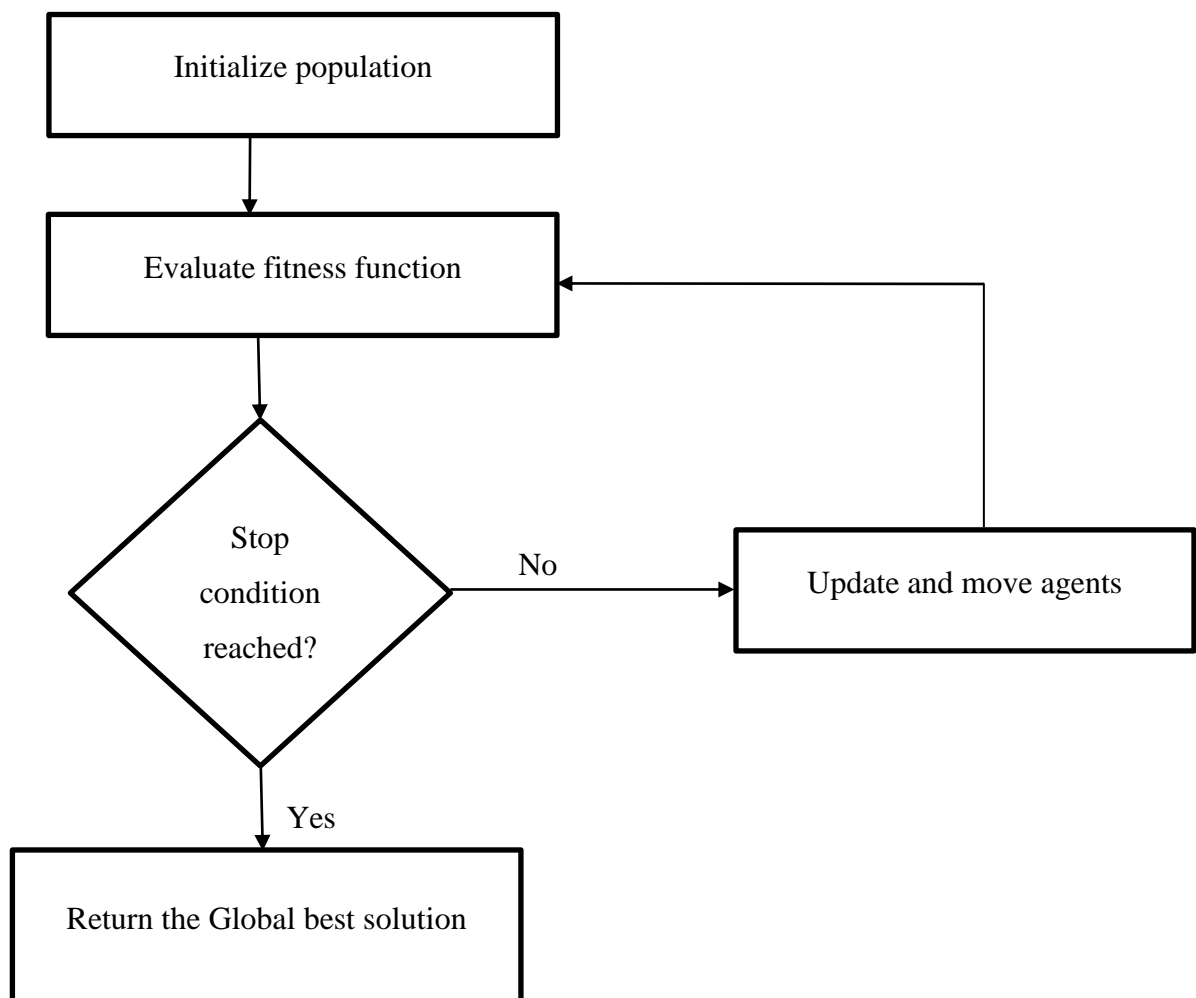 Initialize population
Evaluate fitness function
Stop
condition
reached?
No
Update and move agents
Yes
Return the Global best solution